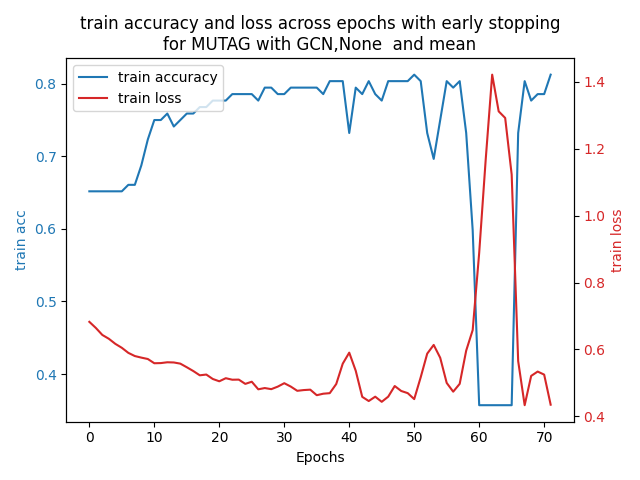 train accuracy and loss across epochs with early stopping
for MUTAG with GCN,None  and mean
train accuracy
train loss
train acc
0.8
0.7
0.6
0.5
0.4
1.4
1.2
1.0
0.8
0.6
0.4
train loss
0 10 20 30 40 50 60 70
Epochs